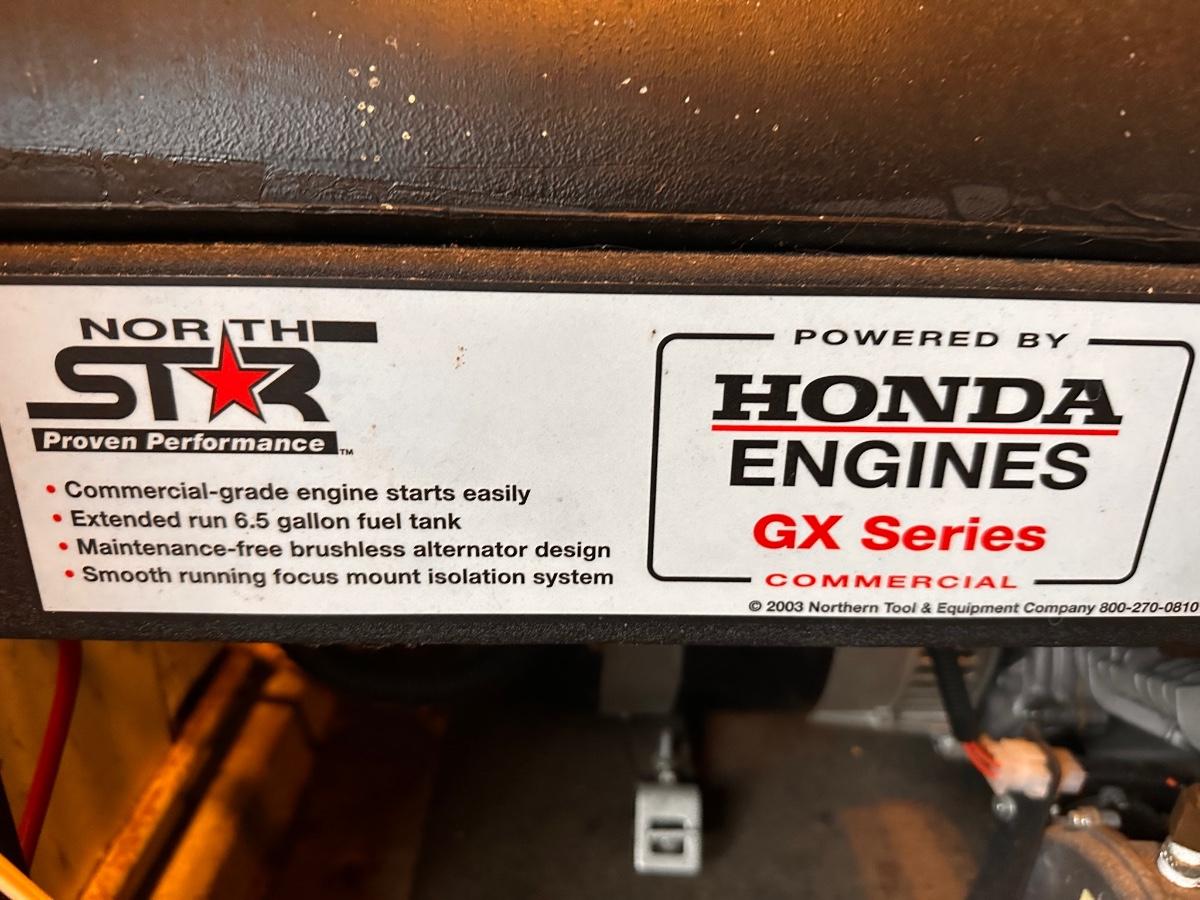 NORTH
STAR
Proven Performance™
• Commercial-grade engine starts easily
• Extended run 6.5 gallon fuel tank
• Maintenance-free brushless alternator design
• Smooth running focus mount isolation system
POWERED BY
HONDA
ENGINES
GX Series
COMMERCIAL
© 2003 Northern Tool & Equipment Company 800-270-0810